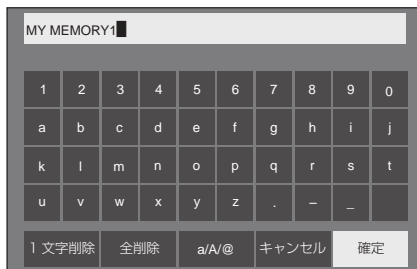 MY MEMORY1
1 2 3 4 5 6 7 8 9 0
a b c d e f g h i j
k l m n o p q r s t
u v w x y z . – _
1 文字削除 全削除 a/A/@ キャンセル 確定